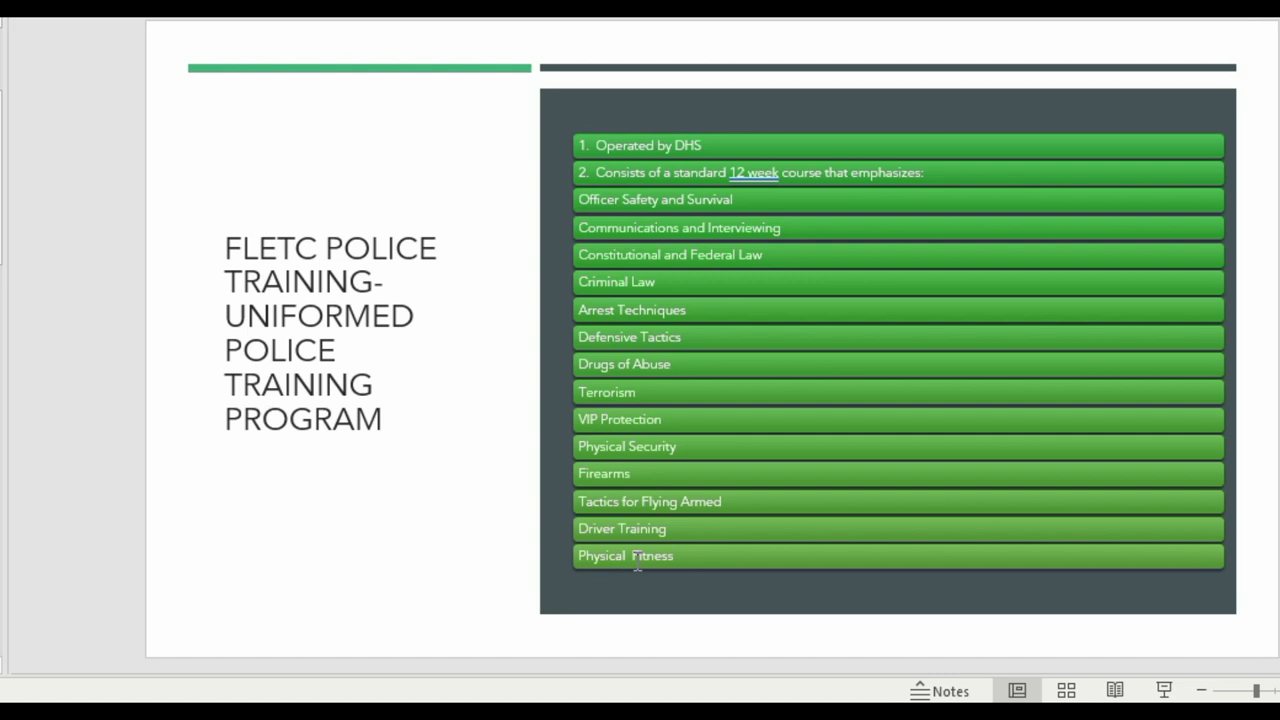 FLETC POLICE
TRAINING-
UNIFORMED
POLICE
TRAINING
PROGRAM
1. Operated by DHS
2. Consists of a standard 12 week course that emphasizes:
Officer Safety and Survival
Communications and Interviewing
Constitutional and Federal Law
Criminal Law
Arrest Techniques
Defensive Tactics
Drugs of Abuse
Terrorism
VIP Protection
Physical Security
Firearms
Tactics for Flying Armed
Driver Training
Physical Fitness
Notes